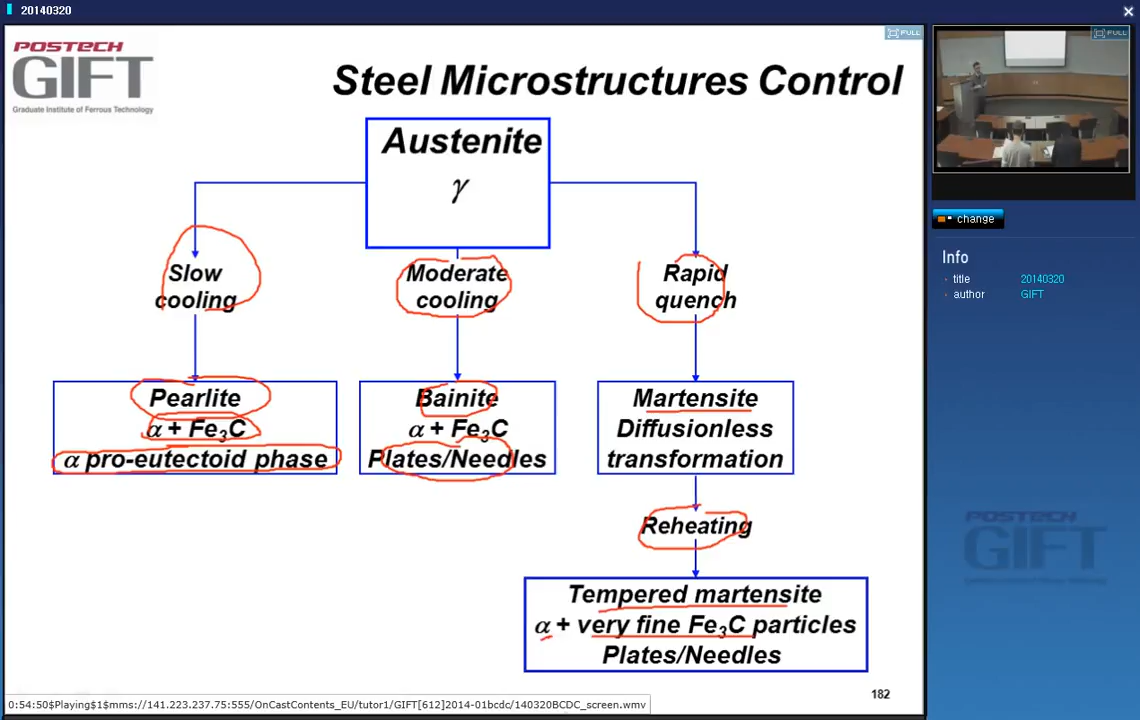 20140320
POSTECH
GIFT
Graduate Institute of Ferrous Technology
Steel Microstructures Control
FULL
FULL
Austenite
γ
Slow
cooling
Moderate
cooling
Rapid
quench
Pearlite
α + Fe₃C
α pro-eutectoid phase
Bainite
α + Fe₃C
Plates/Needles
Martensite
Diffusionless
transformation
Reheating
Tempered martensite
α + very fine Fe₃C particles
Plates/Needles
182
0:54:50$Playing$1$mms://141.223.237.75:555/OnCastContents_EU/tutor1/GIFT[612]2014-01bcdc/140320BCDC_screen.wmv
change
Info
title 20140320
author GIFT
POSTECH
GIFT